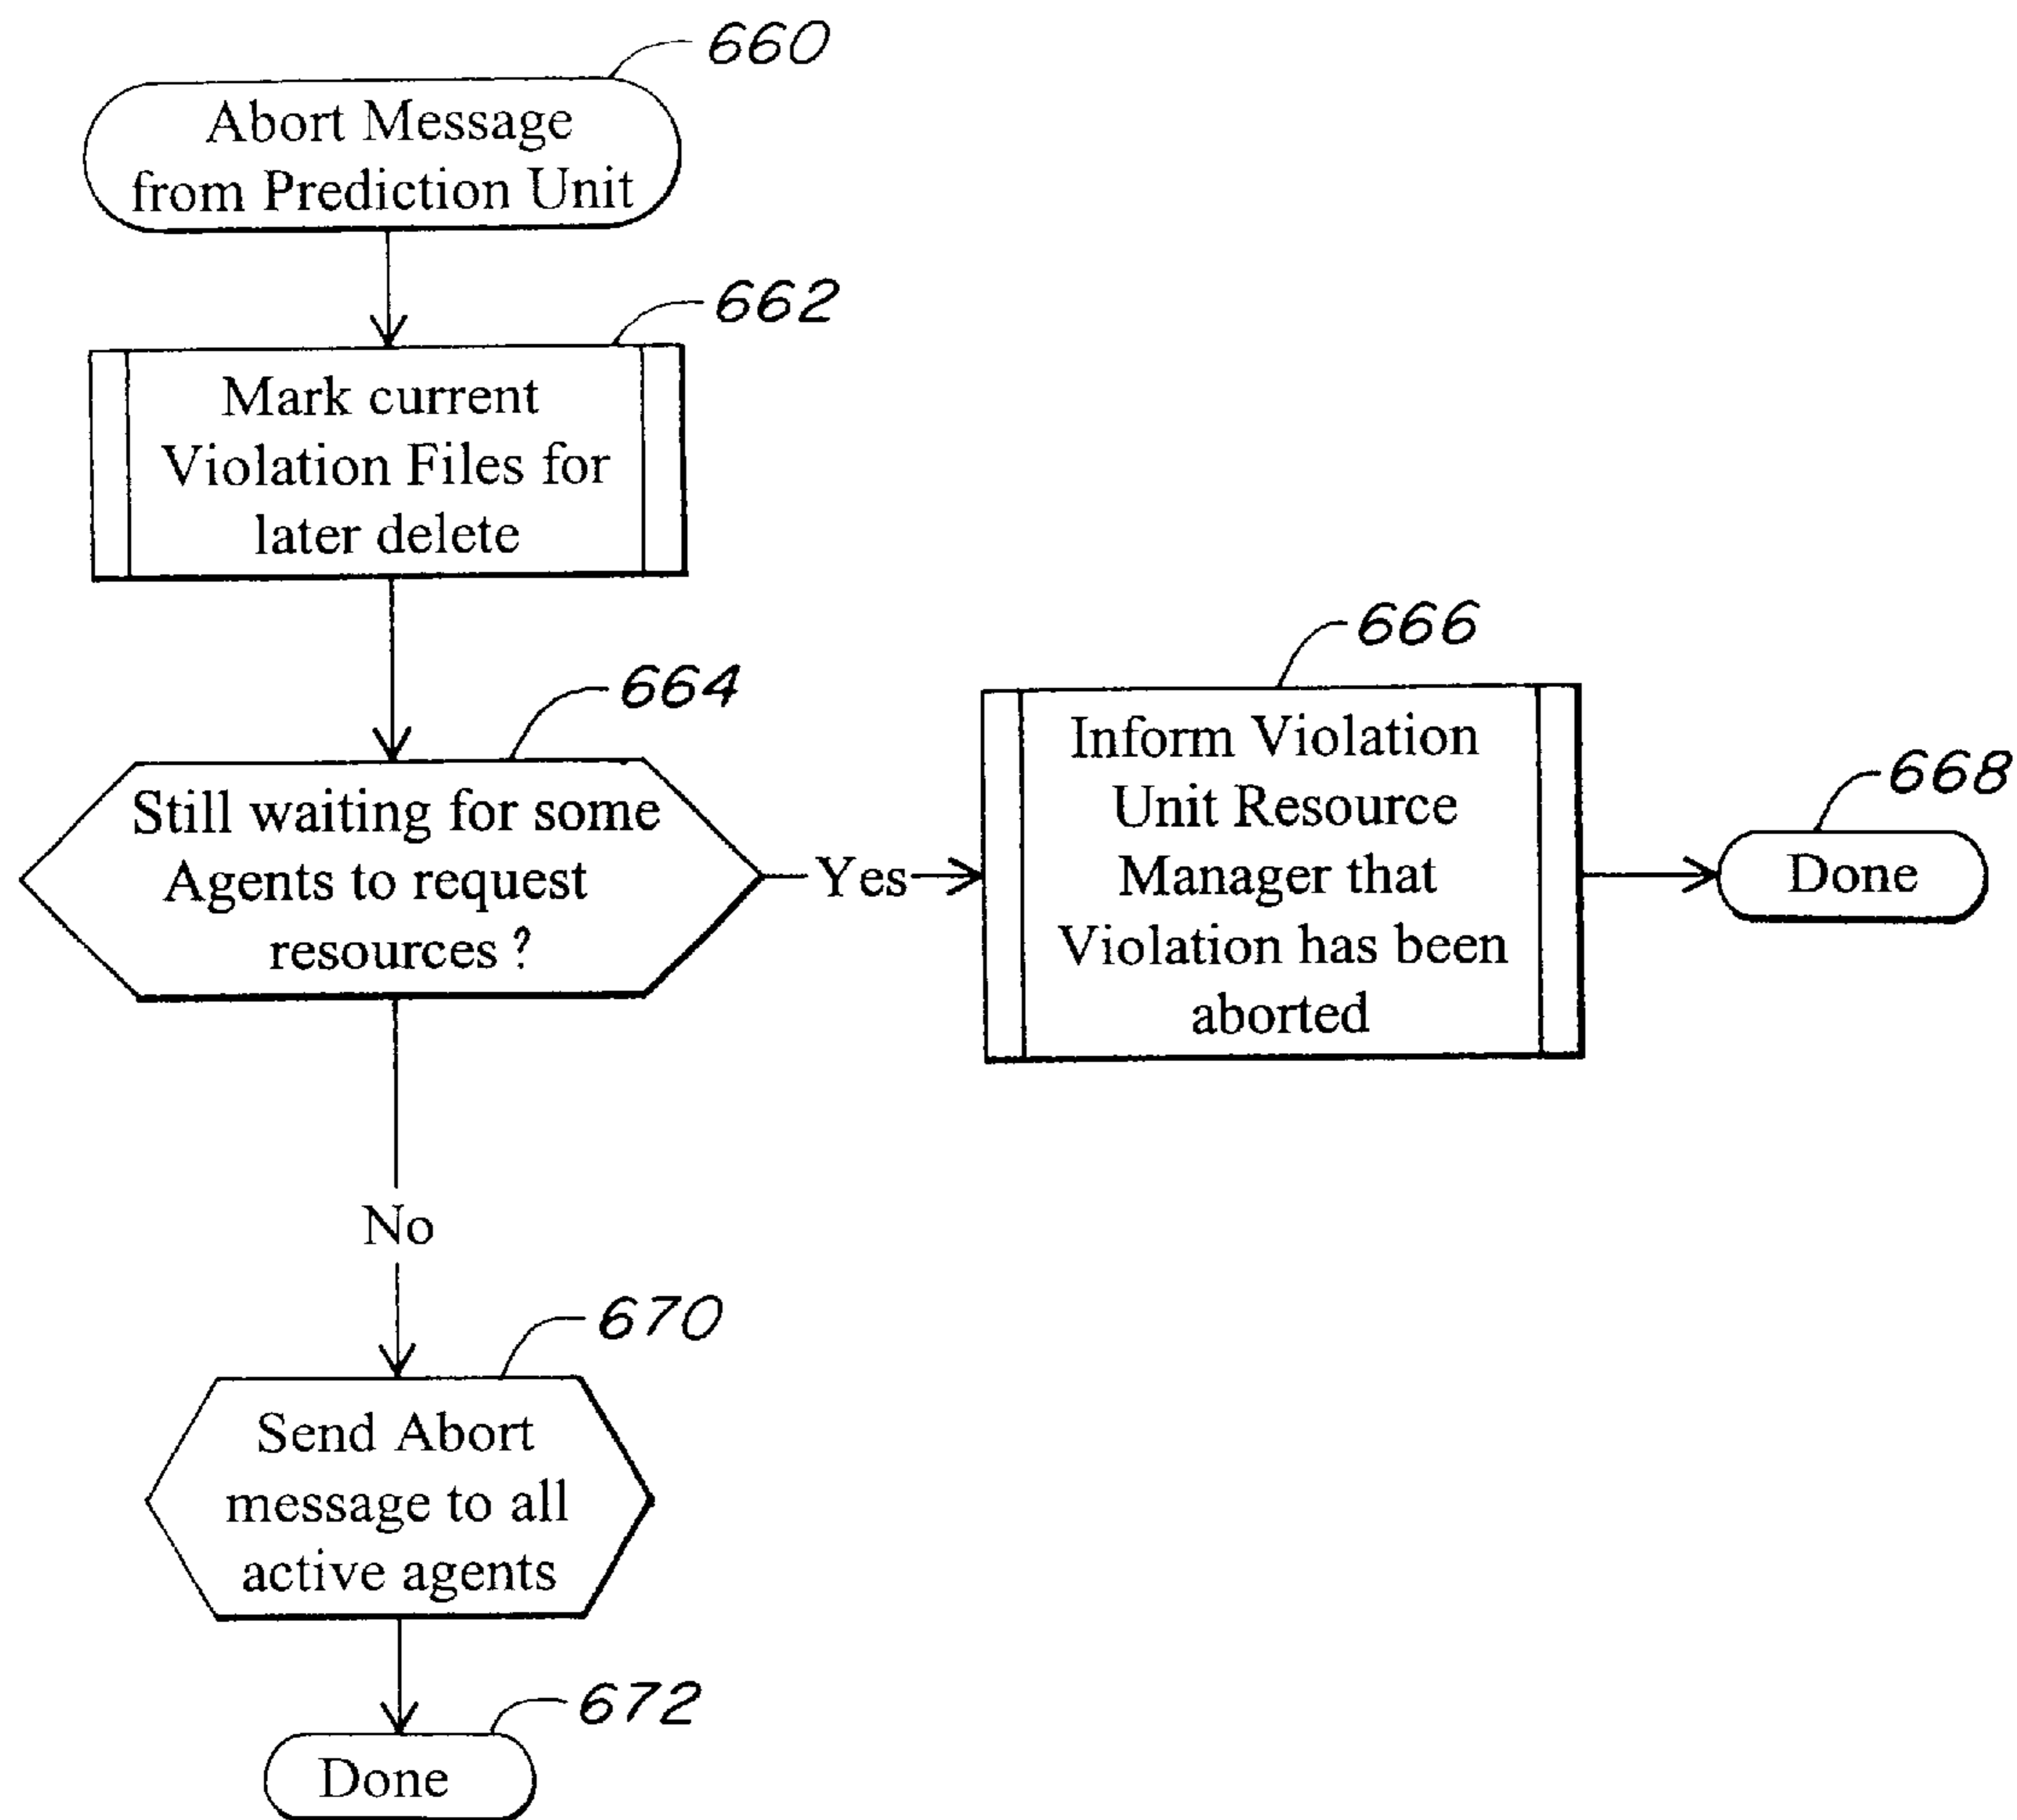 660
Abort Message
from Prediction Unit
662
Mark current
Violation Files for
later delete
664
Still waiting for some
Agents to request
resources ?
Yes
666
Inform Violation
Unit Resource
Manager that
Violation has been
aborted
668
Done
No
670
Send Abort
message to all
active agents
672
Done